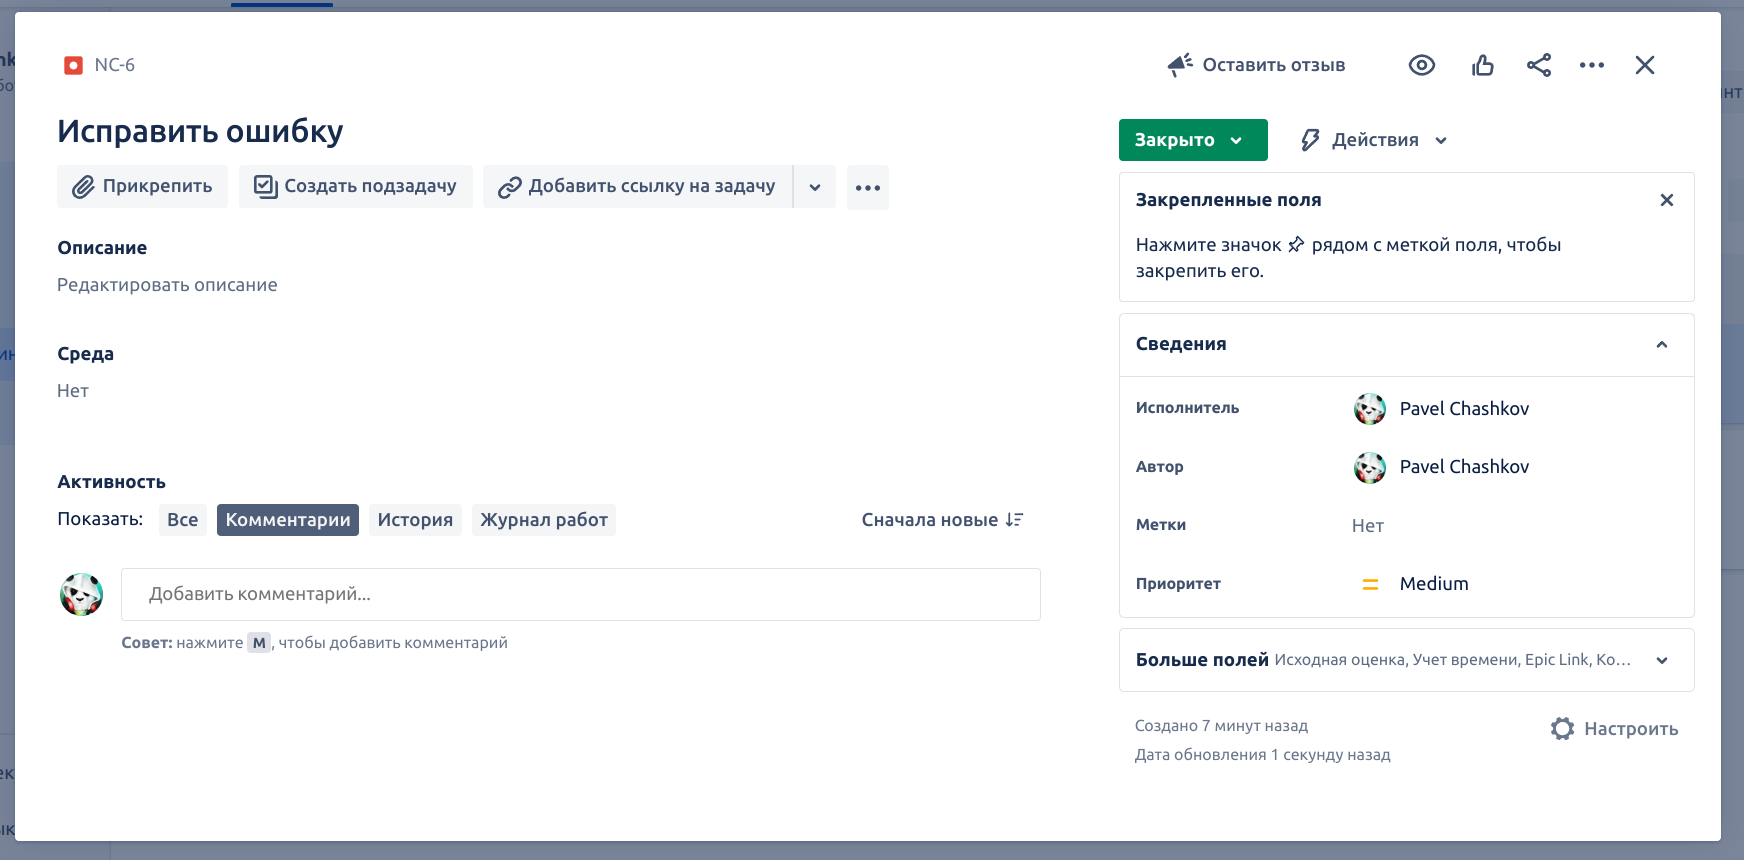 NC-6
Оставить отзыв
Исправить ошибку
Прикрепить
Создать подзадачу
Добавить ссылку на задачу
Описание
Редактировать описание
Среда
Нет
Активность
Показать:
Все
Комментарии
История
Журнал работ
Сначала новые
Добавить комментарий...
Совет: нажмите M, чтобы добавить комментарий
Закрыто
Действия
Закрепленные поля
Нажмите значок рядом с меткой поля, чтобы
закрепить его.
Сведения
Исполнитель
Pavel Chashkov
Автор
Pavel Chashkov
Метки
Нет
Приоритет
Medium
Больше полей Исходная оценка, Учет времени, Epic Link, Ко...
Создано 7 минут назад
Дата обновления 1 секунду назад
Настроить